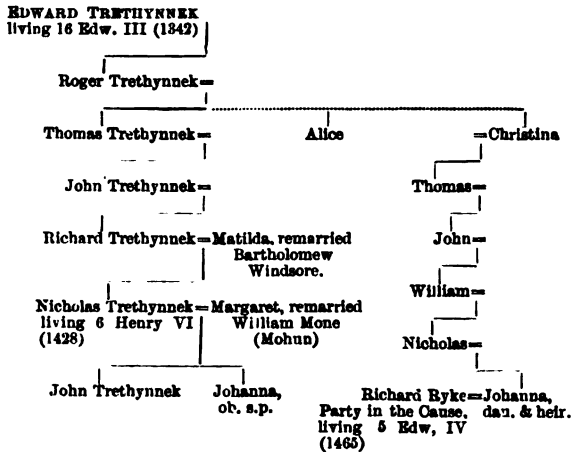 EDWARD TRETHYNNEK
living 16 Edw. III (1342)
Roger Trethynnek=
Thomas Trethynnek= Alice =Christina
John Trethynnek= Thomas=
Richard Trethynnek=Matilda, remarried John=
Bartholomew
Windsore.
William=
Nicholas Trethynnek=Margaret, remarried
living 6 Henry VI William Mone
(1428) (Mohun)
Nicholas=
John Trethynnek Johanna, Richard Ryke=Johanna,
ob. s.p. Party in the Cause, dau. & heir.
living 5 Edw, IV
(1465)